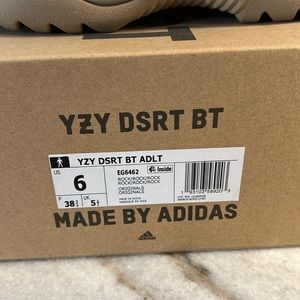 YZY DSRT BT
YZY DSRT BT ADLT
US
6
EG6462
Inside
ROCK/ROCK/ROCK
ROCK/ROCK/ROCK
ORIGINALS
ORIGINALS
F
38⅔
UK
5½
MADE BY ADIDAS
adidas